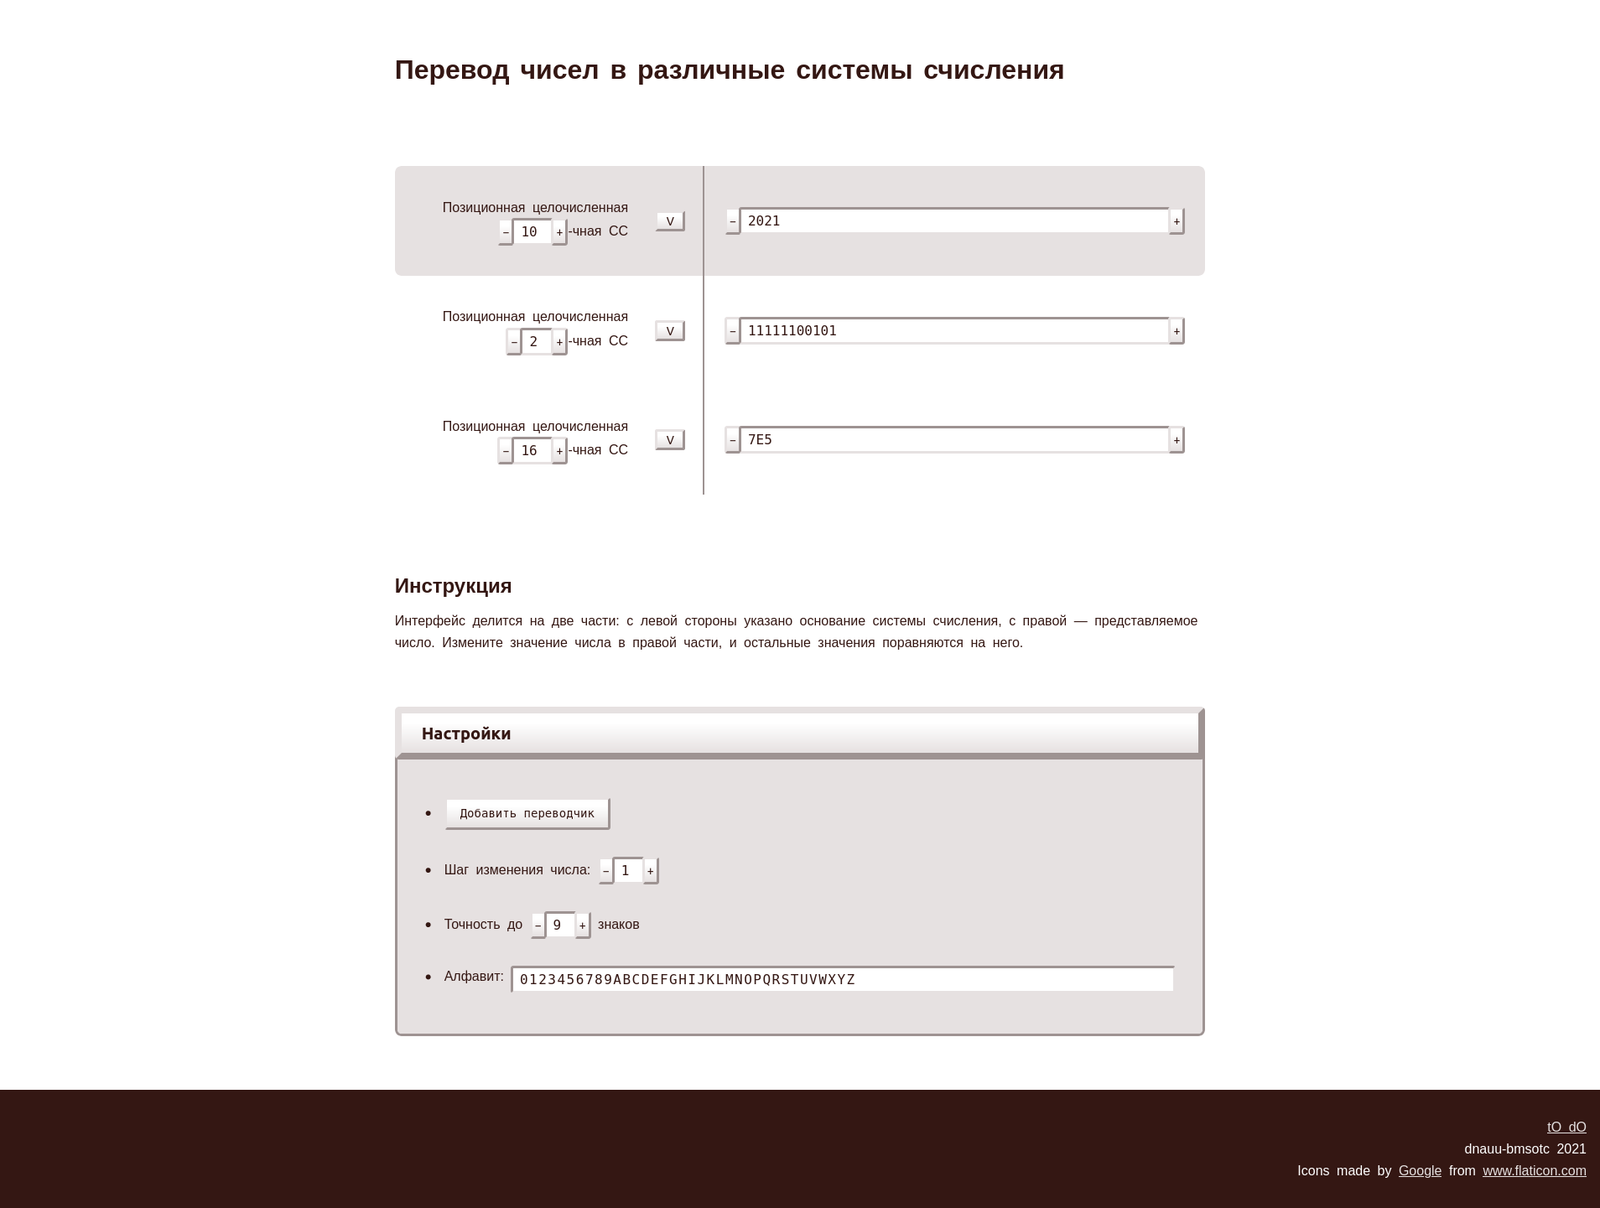 Перевод чисел в различные системы счисления
Позиционная целочисленная
− 10 + -чная СС
V
− 2021 +
Позиционная целочисленная
− 2 + -чная СС
V
− 11111100101 +
Позиционная целочисленная
− 16 + -чная СС
V
− 7E5 +
Инструкция
Интерфейс делится на две части: с левой стороны указано основание системы счисления, с правой — представляемое
число. Измените значение числа в правой части, и остальные значения поравняются на него.
Настройки
Добавить переводчик
Шаг изменения числа: − 1 +
Точность до − 9 + знаков
Алфавит: 0123456789ABCDEFGHIJKLMNOPQRSTUVWXYZ
tO_dO
dnauu-bmsotc 2021
Icons made by Google from www.flaticon.com